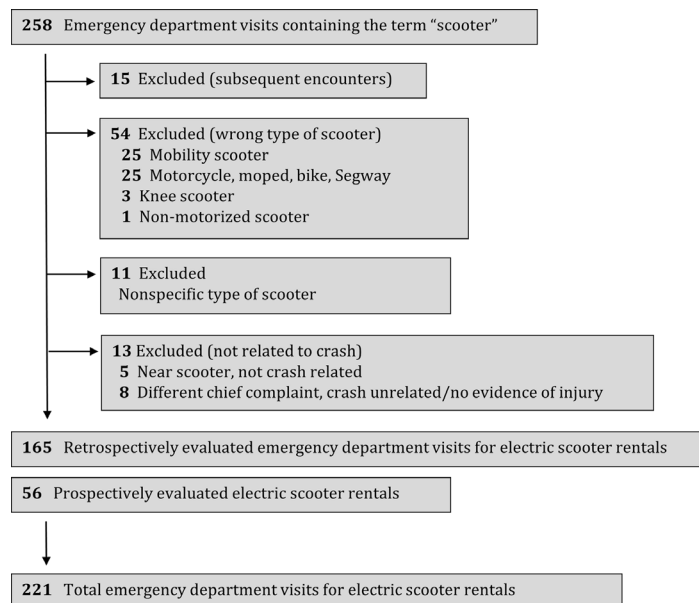 258 Emergency department visits containing the term “scooter”
15 Excluded (subsequent encounters)
54 Excluded (wrong type of scooter)
25 Mobility scooter
25 Motorcycle, moped, bike, Segway
3 Knee scooter
1 Non-motorized scooter
11 Excluded
Nonspecific type of scooter
13 Excluded (not related to crash)
5 Near scooter, not crash related
8 Different chief complaint, crash unrelated/no evidence of injury
165 Retrospectively evaluated emergency department visits for electric scooter rentals
56 Prospectively evaluated electric scooter rentals
221 Total emergency department visits for electric scooter rentals